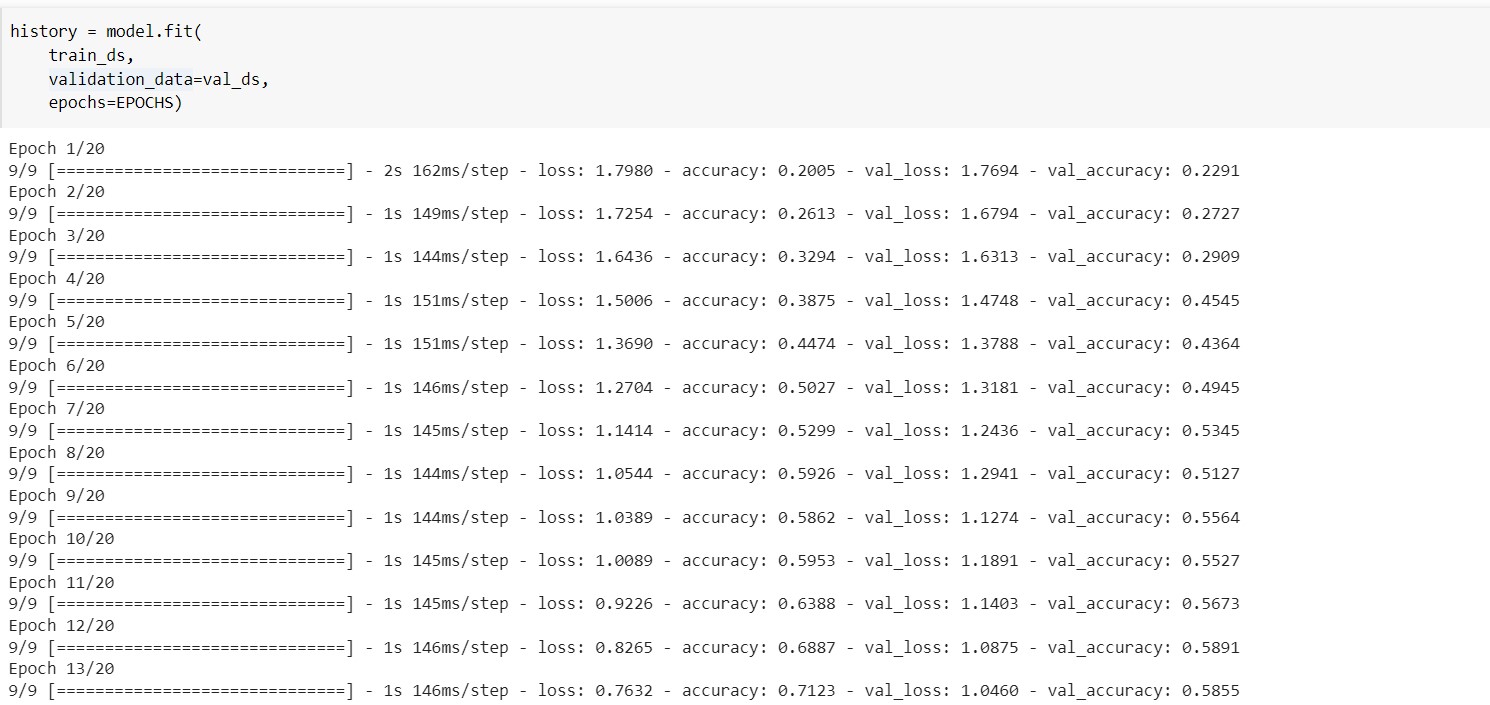 history = model.fit(
    train_ds,
    validation_data=val_ds,
    epochs=EPOCHS)
Epoch 1/20
9/9 [==============================] - 2s 162ms/step - loss: 1.7980 - accuracy: 0.2005 - val_loss: 1.7694 - val_accuracy: 0.2291
Epoch 2/20
9/9 [==============================] - 1s 149ms/step - loss: 1.7254 - accuracy: 0.2613 - val_loss: 1.6794 - val_accuracy: 0.2727
Epoch 3/20
9/9 [==============================] - 1s 144ms/step - loss: 1.6436 - accuracy: 0.3294 - val_loss: 1.6313 - val_accuracy: 0.2909
Epoch 4/20
9/9 [==============================] - 1s 151ms/step - loss: 1.5006 - accuracy: 0.3875 - val_loss: 1.4748 - val_accuracy: 0.4545
Epoch 5/20
9/9 [==============================] - 1s 151ms/step - loss: 1.3690 - accuracy: 0.4474 - val_loss: 1.3788 - val_accuracy: 0.4364
Epoch 6/20
9/9 [==============================] - 1s 146ms/step - loss: 1.2704 - accuracy: 0.5027 - val_loss: 1.3181 - val_accuracy: 0.4945
Epoch 7/20
9/9 [==============================] - 1s 145ms/step - loss: 1.1414 - accuracy: 0.5299 - val_loss: 1.2436 - val_accuracy: 0.5345
Epoch 8/20
9/9 [==============================] - 1s 144ms/step - loss: 1.0544 - accuracy: 0.5926 - val_loss: 1.2941 - val_accuracy: 0.5127
Epoch 9/20
9/9 [==============================] - 1s 144ms/step - loss: 1.0389 - accuracy: 0.5862 - val_loss: 1.1274 - val_accuracy: 0.5564
Epoch 10/20
9/9 [==============================] - 1s 145ms/step - loss: 1.0089 - accuracy: 0.5953 - val_loss: 1.1891 - val_accuracy: 0.5527
Epoch 11/20
9/9 [==============================] - 1s 145ms/step - loss: 0.9226 - accuracy: 0.6388 - val_loss: 1.1403 - val_accuracy: 0.5673
Epoch 12/20
9/9 [==============================] - 1s 146ms/step - loss: 0.8265 - accuracy: 0.6887 - val_loss: 1.0875 - val_accuracy: 0.5891
Epoch 13/20
9/9 [==============================] - 1s 146ms/step - loss: 0.7632 - accuracy: 0.7123 - val_loss: 1.0460 - val_accuracy: 0.5855